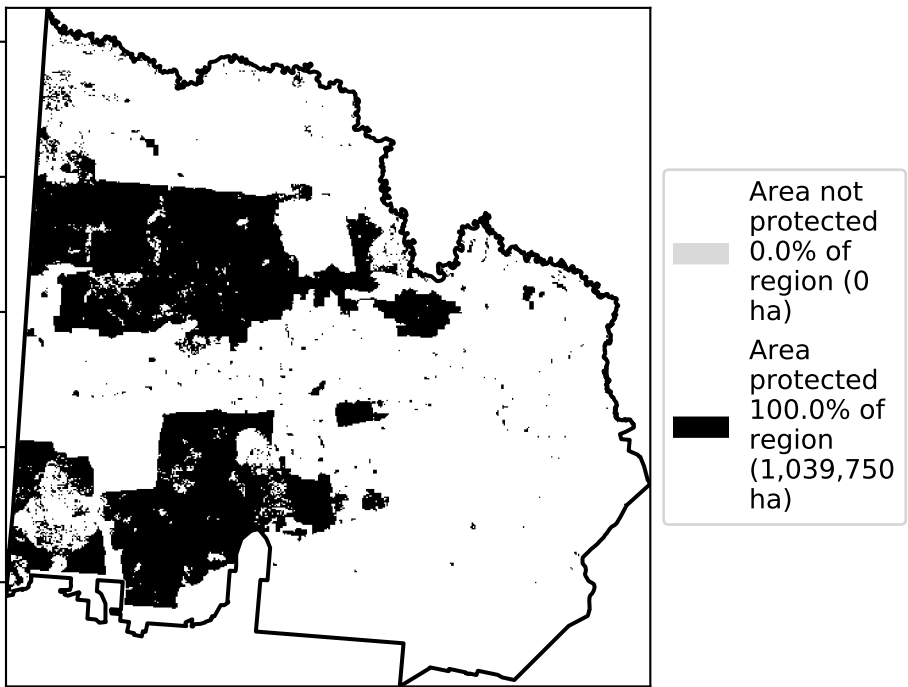 Area not
protected
0.0% of
region (0
ha)
Area
protected
100.0% of
region
(1,039,750
ha)